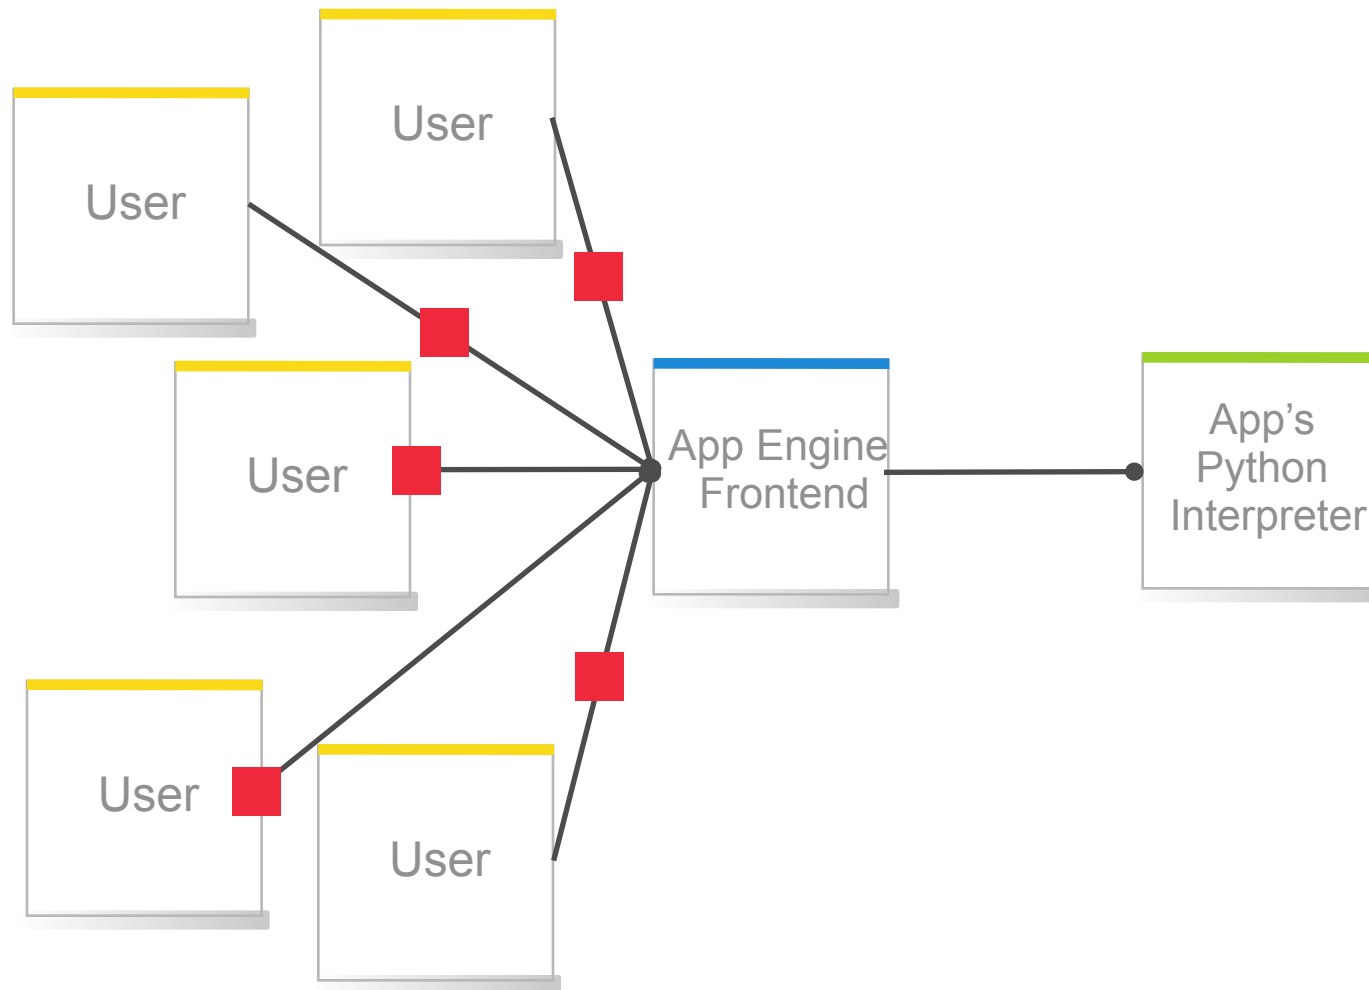 User
User
User
App Engine
Frontend
App's
Python
Interpreter
User
User